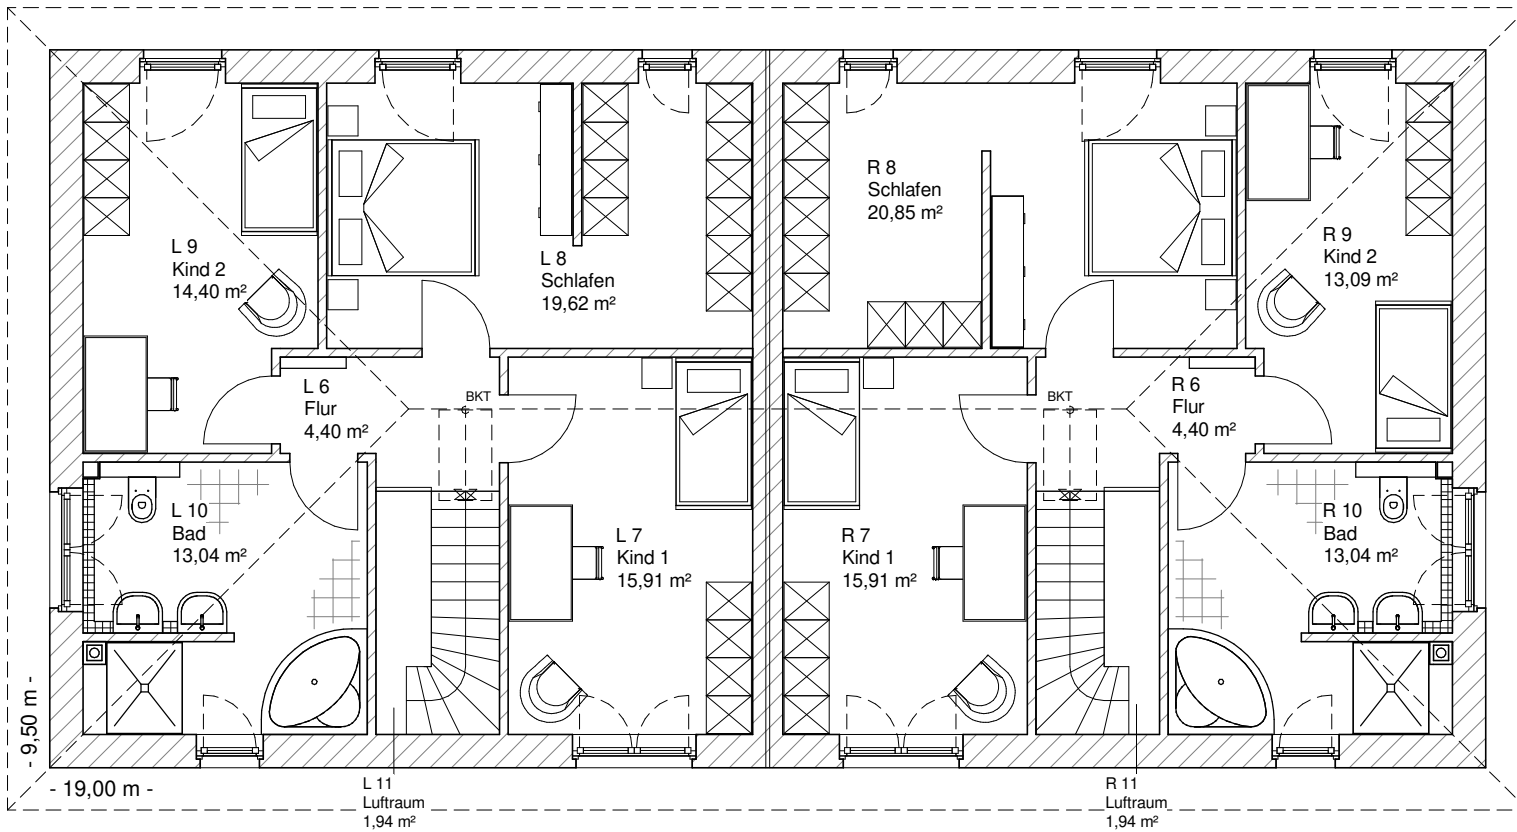 R 8
Schlafen
20,85 m²
L 9
Kind 2
14,40 m²
L 8
Schlafen
19,62 m²
R 9
Kind 2
13,09 m²
L 6
Flur
4,40 m²
BKT
BKT
R 6
Flur
4,40 m²
L 10
Bad
13,04 m²
L 7
Kind 1
15,91 m²
R 7
Kind 1
15,91 m²
R 10
Bad
13,04 m²
- 9,50 m -
- 19,00 m -
L 11
Luftraum
1,94 m²
R 11
Luftraum
1,94 m²